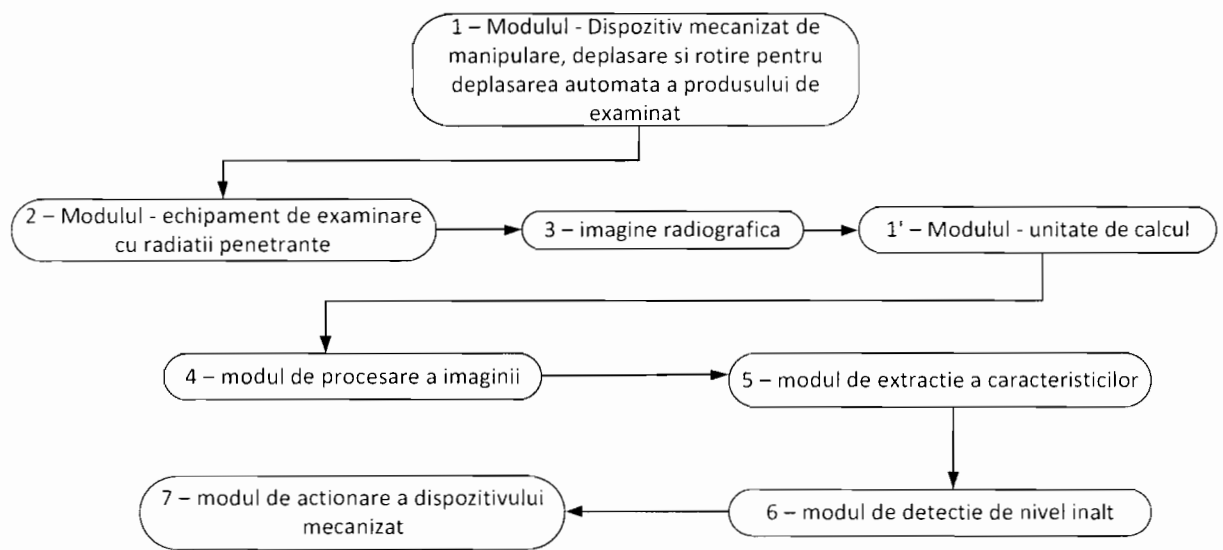 1 – Modulul - Dispozitiv mecanizat de
manipulare, deplasare si rotire pentru
deplasarea automata a produsului de
examinat
2 – Modulul - echipament de examinare
cu radiatii penetrante
3 – imagine radiografica
1' – Modulul - unitate de calcul
4 – modul de procesare a imaginii
5 – modul de extractie a caracteristicilor
6 – modul de detectie de nivel inalt
7 – modul de actionare a dispozitivului
mecanizat